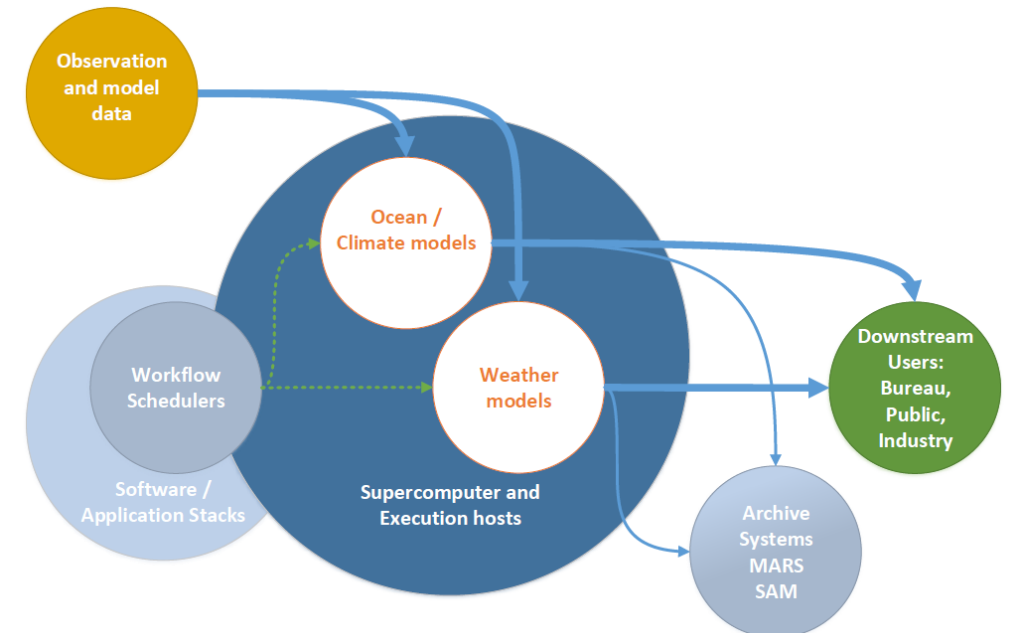 Observation
and model
data
Ocean /
Climate models
Workflow
Schedulers
Weather
models
Downstream
Users:
Bureau,
Public,
Industry
Software /
Application Stacks
Supercomputer and
Execution hosts
Archive
Systems
MARS
SAM